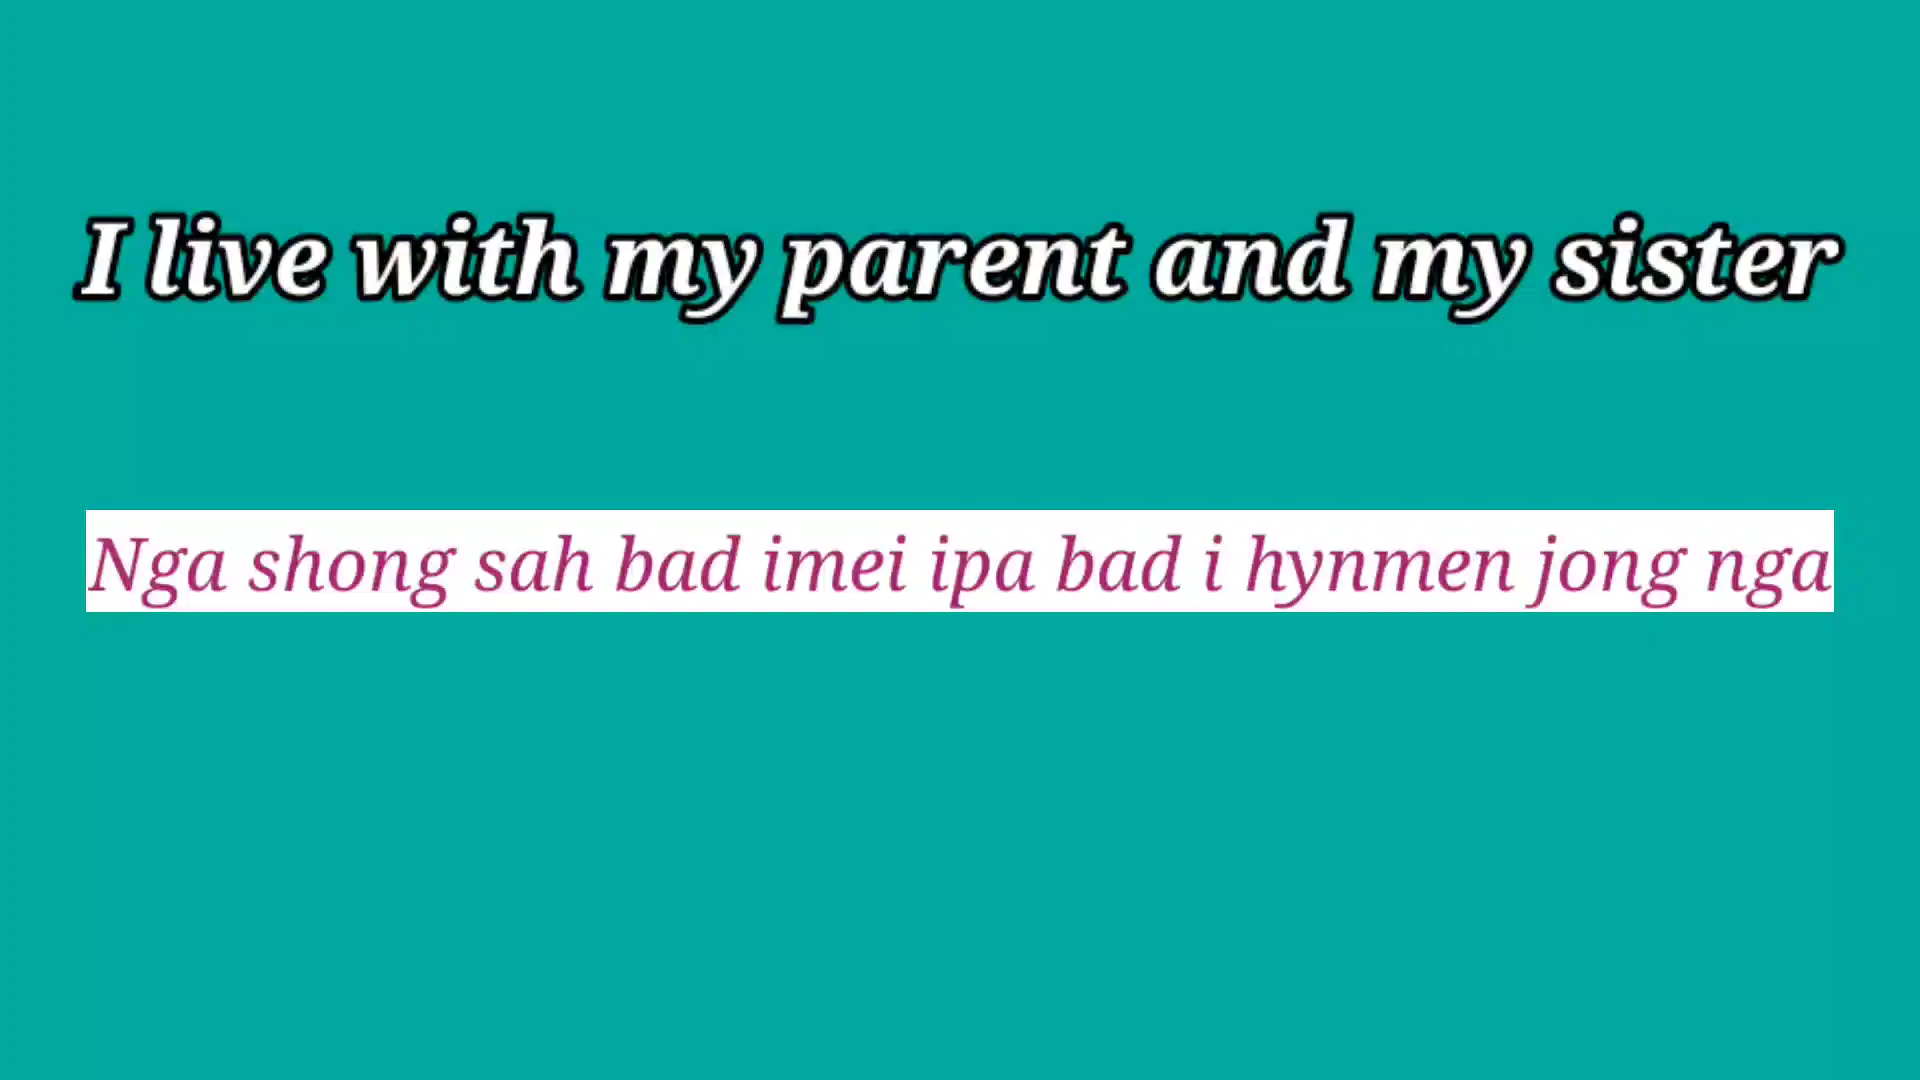 I live with my parent and my sister
Nga shong sah bad imei ipa bad i hynmen jong nga